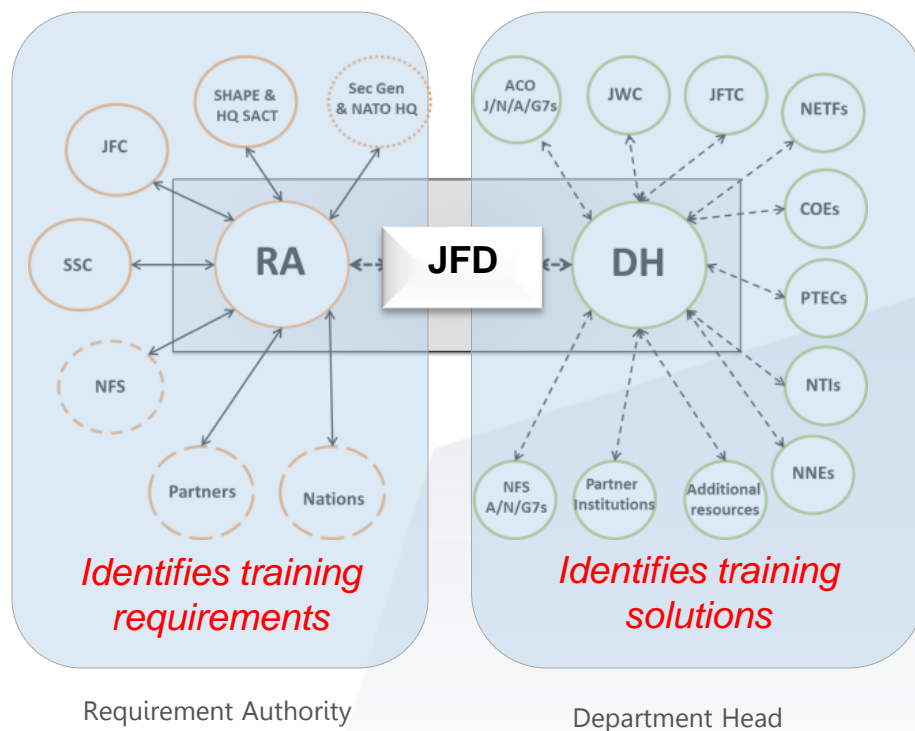 SHAPE &
HQ SACT
Sec Gen
& NATO HQ
JFC
SSC
RA
NFS
Partners
Nations
Identifies training
requirements
JFD
ACO
J/N/A/G7s
JWC
JFTC
NETFs
COEs
DH
PTECs
NTIs
NNEs
NFS
A/N/G7s
Partner
Institutions
Additional
resources
Identifies training
solutions
Requirement Authority
Department Head